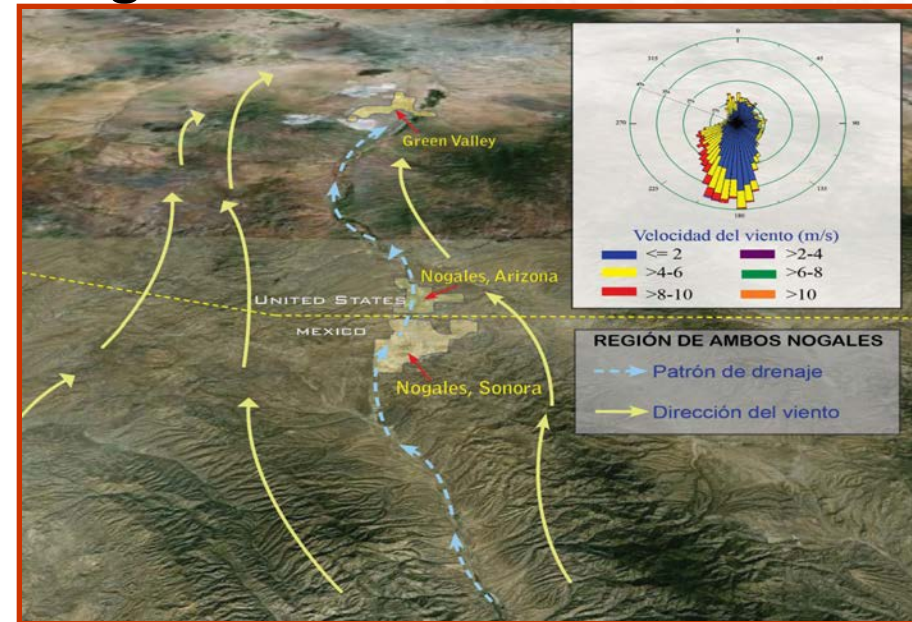 Green Valley
Nogales, Arizona
UNITED STATES
MEXICO
Nogales, Sonora
0
45
90
135
180
225
270
315
Velocidad del viento (m/s)
<= 2
>2-4
>4-6
>6-8
>8-10
>10
REGIÓN DE AMBOS NOGALES
Patrón de drenaje
Dirección del viento